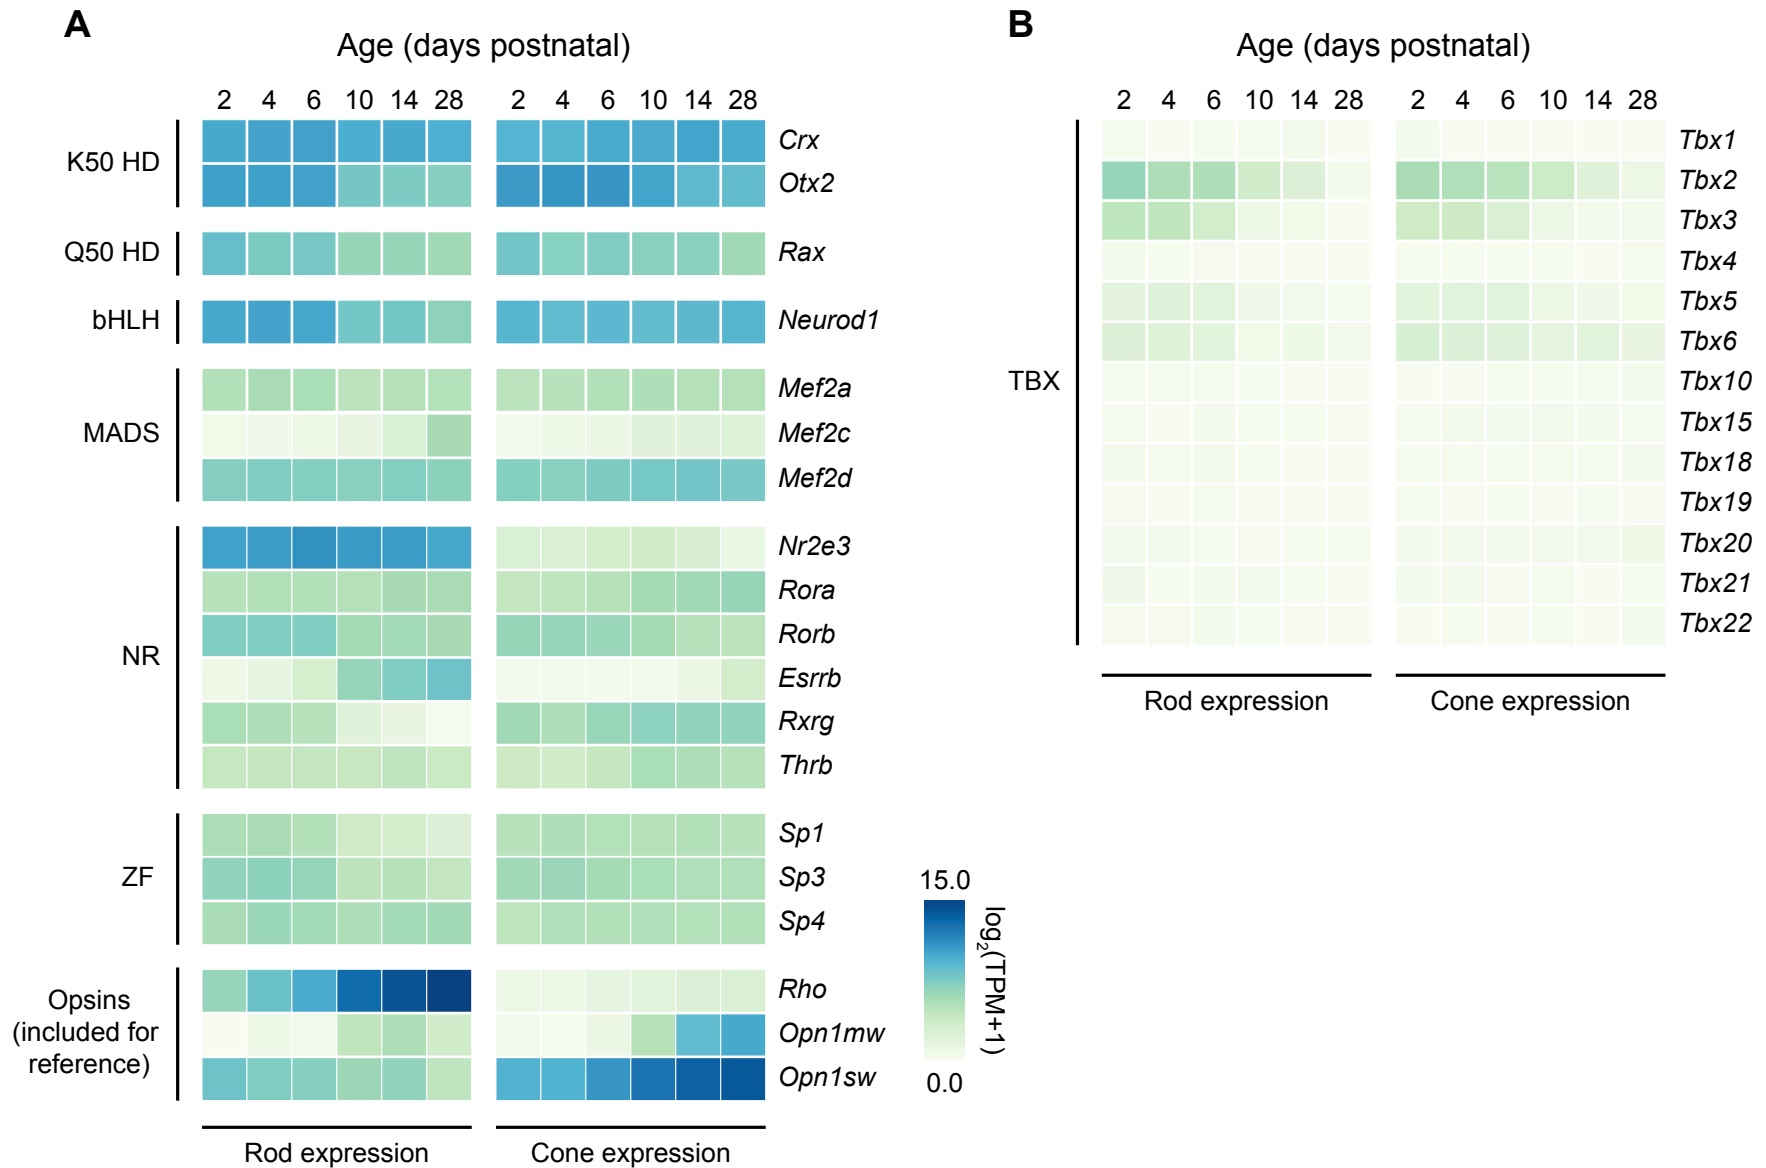 A
Age (days postnatal)
2 4 6 10 14 28 2 4 6 10 14 28
K50 HD
Crx
Otx2
Q50 HD
Rax
bHLH
Neurod1
MADS
Mef2a
Mef2c
Mef2d
NR
Nr2e3
Rora
Rorb
Esrrb
Rxrg
Thrb
ZF
Sp1
Sp3
Sp4
Opsins
(included for
reference)
Rho
Opn1mw
Opn1sw
Rod expression
Cone expression
15.0
log2(TPM+1)
0.0
B
Age (days postnatal)
2 4 6 10 14 28 2 4 6 10 14 28
TBX
Tbx1
Tbx2
Tbx3
Tbx4
Tbx5
Tbx6
Tbx10
Tbx15
Tbx18
Tbx19
Tbx20
Tbx21
Tbx22
Rod expression
Cone expression